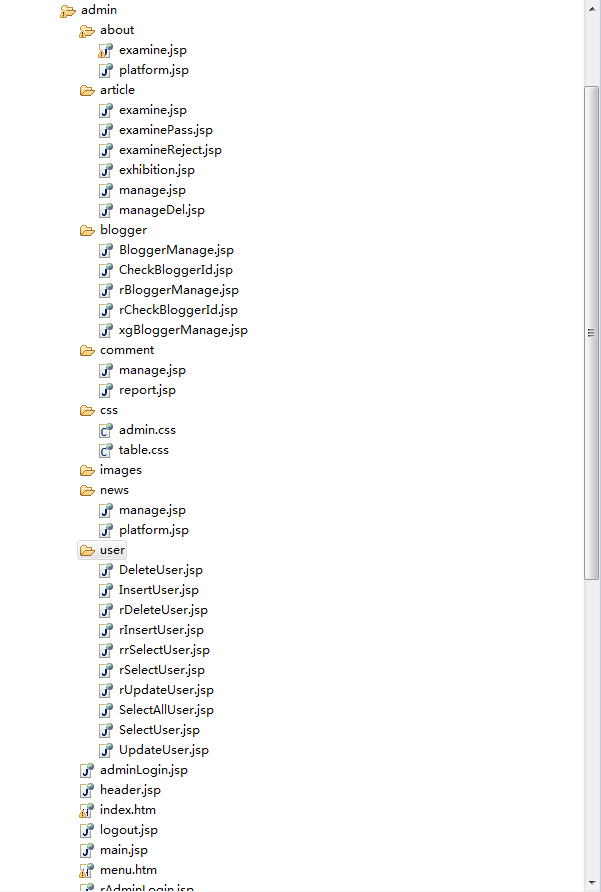 admin
about
examine.jsp
platform.jsp
article
examine.jsp
examinePass.jsp
examineReject.jsp
exhibition.jsp
manage.jsp
manageDel.jsp
blogger
BloggerManage.jsp
CheckBloggerId.jsp
rBloggerManage.jsp
rCheckBloggerId.jsp
xgBloggerManage.jsp
comment
manage.jsp
report.jsp
css
admin.css
table.css
images
news
manage.jsp
platform.jsp
user
DeleteUser.jsp
InsertUser.jsp
rDeleteUser.jsp
rInsertUser.jsp
rrSelectUser.jsp
rSelectUser.jsp
rUpdateUser.jsp
SelectAllUser.jsp
SelectUser.jsp
UpdateUser.jsp
adminLogin.jsp
header.jsp
index.htm
logout.jsp
main.jsp
menu.htm
rAdminLogin.jsp